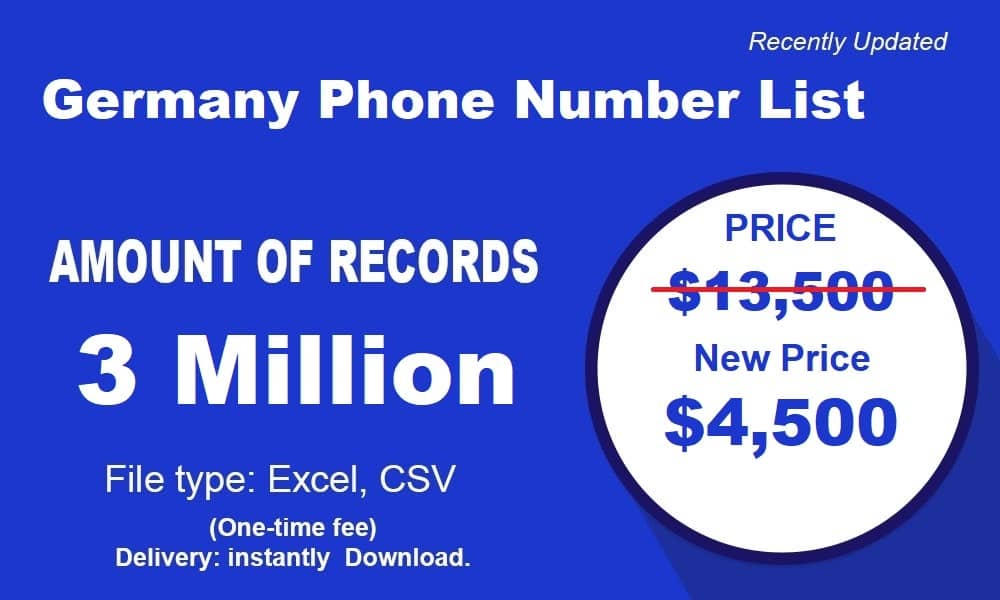 Recently Updated
Germany Phone Number List
AMOUNT OF RECORDS
3 Million
File type: Excel, CSV
(One-time fee)
Delivery: instantly Download.
PRICE
$13,500
New Price
$4,500